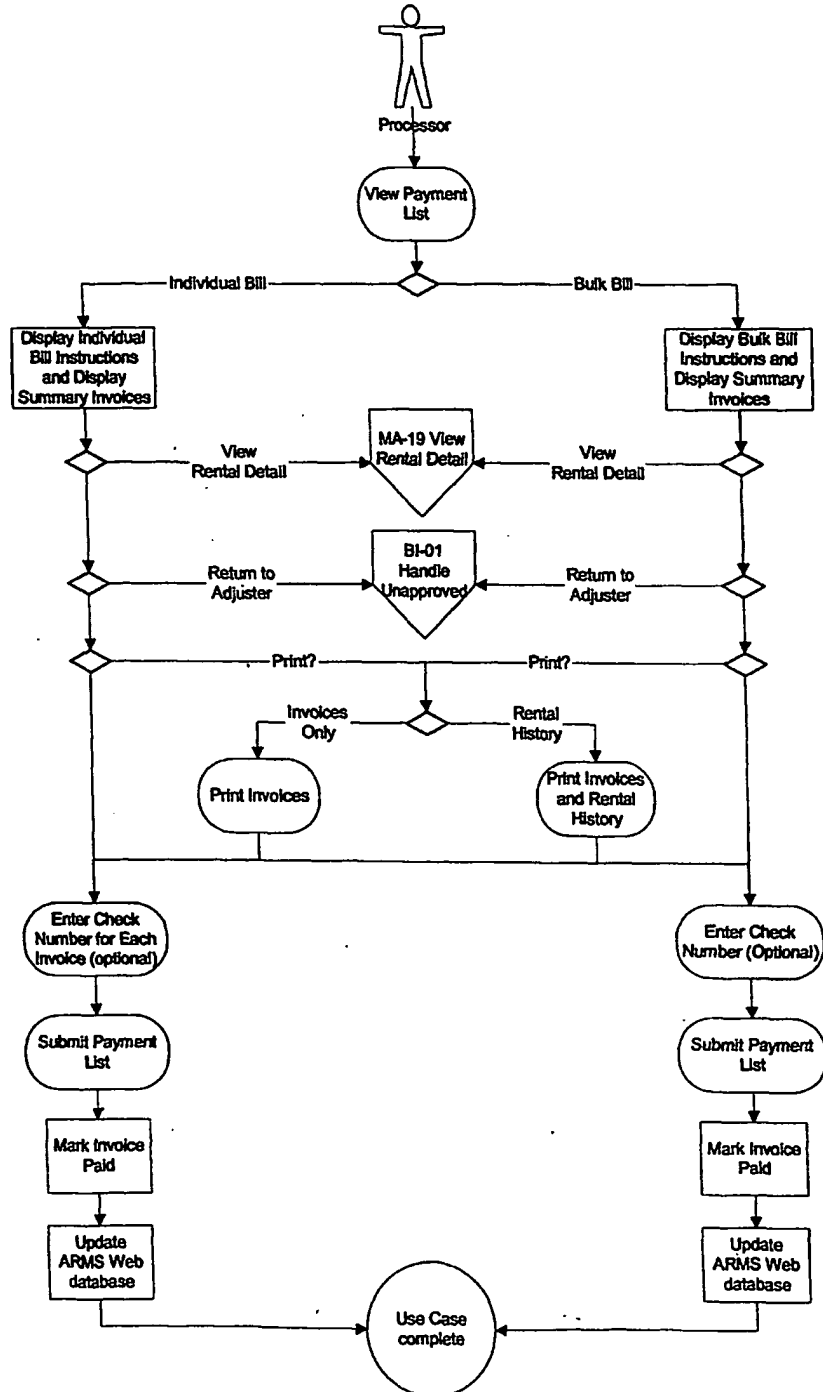 Processor
View Payment
List
Individual Bill
Bulk Bill
Display Individual
Bill Instructions
and Display
Summary Invoices
Display Bulk Bill
Instructions and
Display Summary
Invoices
View
Rental Detail
MA-19 View
Rental Detail
View
Rental Detail
Return to
Adjuster
BI-01
Handle
Unapproved
Return to
Adjuster
Print?
Print?
Invoices
Only
Rental
History
Print Invoices
Print Invoices
and Rental
History
Enter Check
Number for Each
Invoice (optional)
Enter Check
Number (Optional)
Submit Payment
List
Submit Payment
List
Mark Invoice
Paid
Mark Invoice
Paid
Update
ARMS Web
database
Update
ARMS Web
database
Use Case
complete